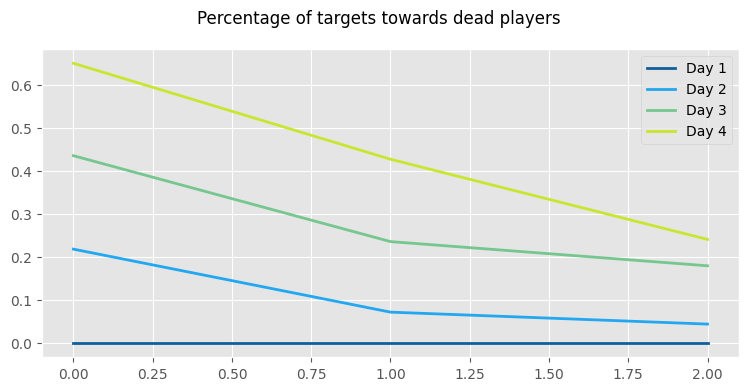 Percentage of targets towards dead players
Day 1
Day 2
Day 3
Day 4
0.6
0.5
0.4
0.3
0.2
0.1
0.0
0.00 0.25 0.50 0.75 1.00 1.25 1.50 1.75 2.00